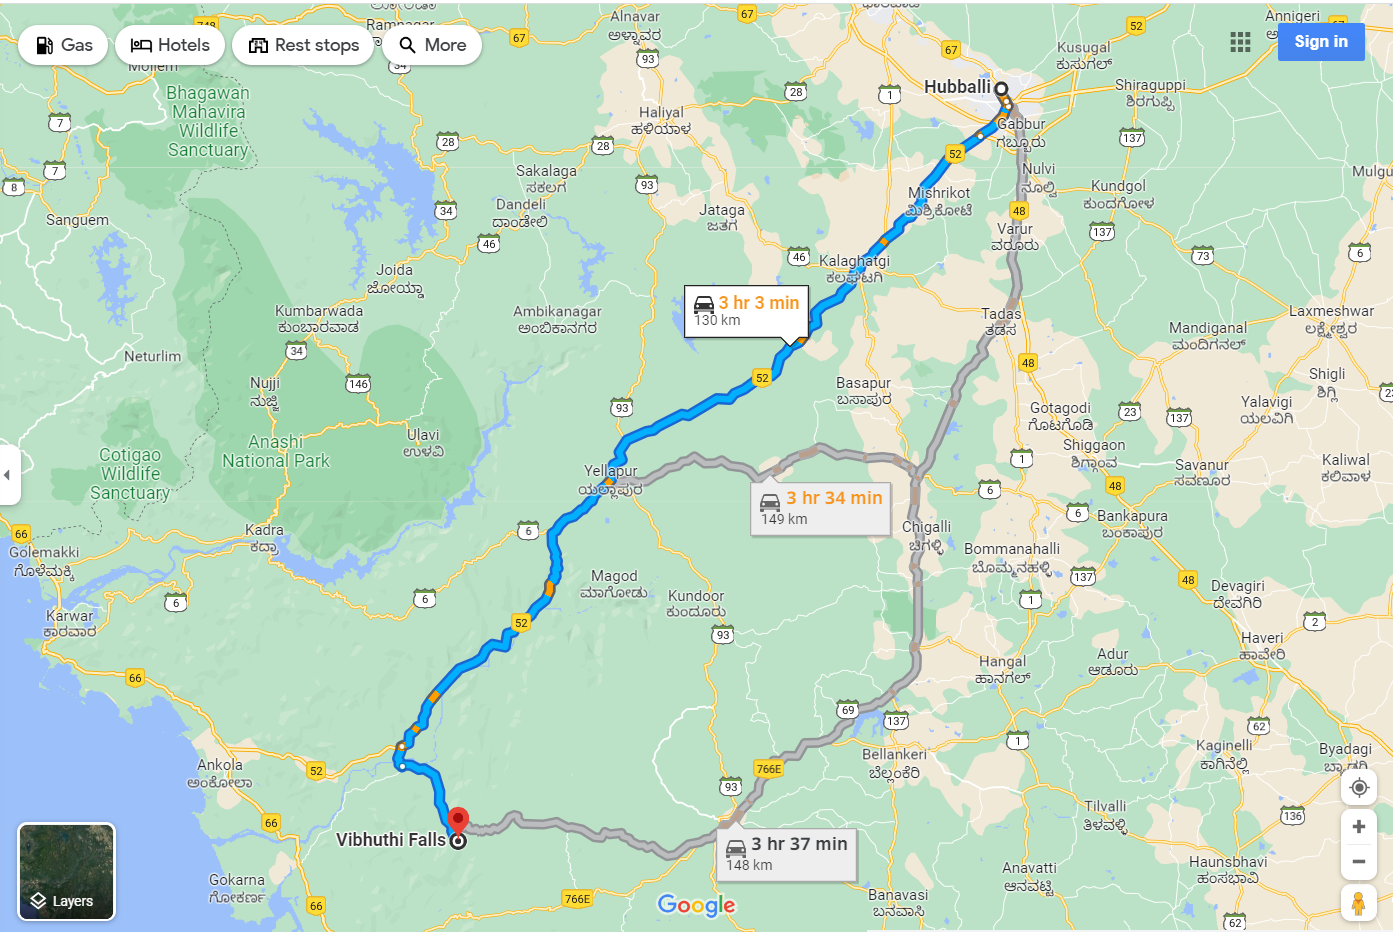 Gas
Hotels
Rest stops
More
Sign in
Alnavar
ಅಳ್ನಾವರ
Annigeri
Kusugal
ಕುಸುಗಲ್
Ramnagar
Mollem
Bhagawan
Mahavira
Wildlife
Sanctuary
Hubballi
Shiraguppi
ಶಿರಗುಪ್ಪಿ
Haliyal
ಹಳಿಯಾಳ
Gabbur
ಗಬ್ಬೂರು
Sakalaga
ಸಕಲಗ
Nulvi
ನೂಲ್ವಿ
Mulgu
Kundgol
ಕುಂದಗೋಳ
Mishrikot
ಮಿಶ್ರಿಕೋಟೆ
Dandeli
ದಾಂಡೇಲಿ
Jataga
ಜತಗ
Sanguem
Varur
ವರೂರು
Kalaghatgi
ಕಲಘಟಗಿ
Joida
ಜೋಯ್ಡಾ
3 hr 3 min
130 km
Kumbarwada
ಕುಂಬಾರವಾಡ
Ambikanagar
ಅಂಬಿಕಾನಗರ
Tadas
ತಡಸ
Laxmeshwar
ಲಕ್ಷ್ಮೇಶ್ವರ
Mandiganal
ಮಂದಿಗನಲ್
Neturlim
Nujji
ನುಜ್ಜಿ
Basapur
ಬಸಾಪುರ
Shigli
ಶಿಗ್ಲಿ
Yalavigi
ಯಲವಿಗಿ
Gotagodi
ಗೊಟಗೊಡಿ
Ulavi
ಉಳವಿ
Anashi
National Park
Shiggaon
ಶಿಗ್ಗಾಂವ
Cotigao
Wildlife
Sanctuary
Yellapur
ಯಲ್ಲಾಪುರ
Savanur
ಸವಣೂರ
Kaliwal
ಕಲಿವಾಳ
3 hr 34 min
149 km
Bankapura
ಬಂಕಾಪುರ
Chigalli
ಚಿಗಳ್ಳಿ
Kadra
ಕದ್ರಾ
Golemakki
ಗೊಳೆಮಕ್ಕಿ
Bommanahalli
ಬೊಮ್ಮನಹಳ್ಳಿ
Magod
ಮಾಗೋಡು
Kundoor
ಕುಂದೂರು
Devagiri
ದೇವಗಿರಿ
Karwar
ಕಾರವಾರ
Haveri
ಹಾವೇರಿ
Adur
ಆಡೂರು
Hangal
ಹಾನಗಲ್
Kaginelli
ಕಾಗಿನೆಲ್ಲಿ
Byadagi
Bellankeri
ಬೆಲ್ಲಂಕೆರಿ
Ankola
ಅಂಕೋಲಾ
Tilvalli
ತಿಳವಳ್ಳಿ
Vibhuthi Falls
3 hr 37 min
148 km
Haunsbhavi
ಹಂಸಭಾವಿ
Anavatti
ಆನವಟ್ಟಿ
Gokarna
ಗೋಕರ್ಣ
Banavasi
ಬನವಾಸಿ
Layers
Google